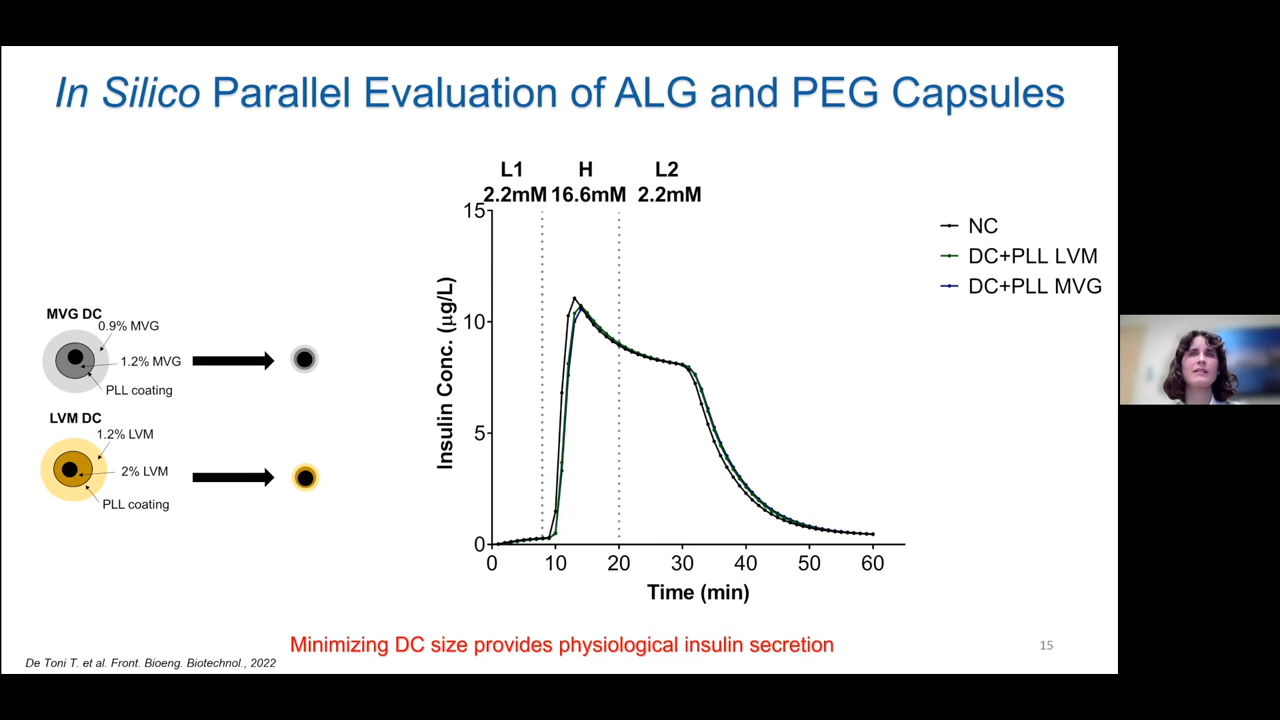 In Silico Parallel Evaluation of ALG and PEG Capsules
L1 H L2
2.2mM 16.6mM 2.2mM
15
10
5
0
Insulin Conc. (µg/L)
0 10 20 30 40 50 60
Time (min)
NC
DC+PLL LVM
DC+PLL MVG
MVG DC
0.9% MVG
1.2% MVG
PLL coating
LVM DC
1.2% LVM
2% LVM
PLL coating
Minimizing DC size provides physiological insulin secretion
15
De Toni T. et al. Front. Bioeng. Biotechnol., 2022